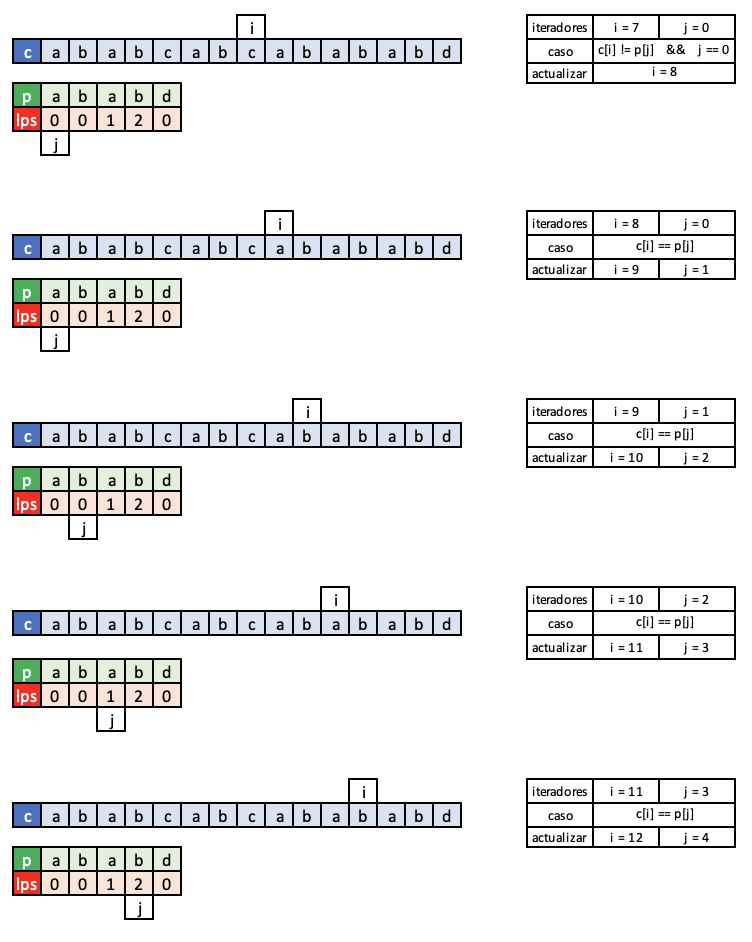 i
iteradores i = 7 j = 0
c a b a b c a b c a b a b a b d
caso c[i] != p[j] && j == 0
actualizar i = 8
p a b a b d
lps 0 0 1 2 0
j
i
iteradores i = 8 j = 0
c a b a b c a b c a b a b a b d
caso c[i] == p[j]
actualizar i = 9 j = 1
p a b a b d
lps 0 0 1 2 0
j
i
iteradores i = 9 j = 1
c a b a b c a b c a b a b a b d
caso c[i] == p[j]
actualizar i = 10 j = 2
p a b a b d
lps 0 0 1 2 0
j
i
iteradores i = 10 j = 2
c a b a b c a b c a b a b a b d
caso c[i] == p[j]
actualizar i = 11 j = 3
p a b a b d
lps 0 0 1 2 0
j
i
iteradores i = 11 j = 3
c a b a b c a b c a b a b a b d
caso c[i] == p[j]
actualizar i = 12 j = 4
p a b a b d
lps 0 0 1 2 0
j